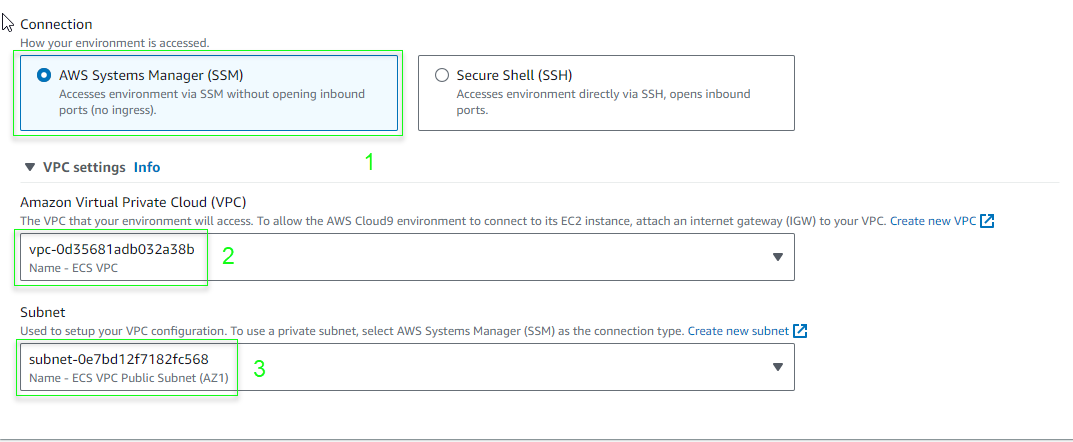 Connection
How your environment is accessed.
AWS Systems Manager (SSM)
Accesses environment via SSM without opening inbound
ports (no ingress).
Secure Shell (SSH)
Accesses environment directly via SSH, opens inbound
ports.
1
VPC settings Info
Amazon Virtual Private Cloud (VPC)
The VPC that your environment will access. To allow the AWS Cloud9 environment to connect to its EC2 instance, attach an internet gateway (IGW) to your VPC. Create new VPC
vpc-0d35681adb032a38b
Name - ECS VPC
2
Subnet
Used to setup your VPC configuration. To use a private subnet, select AWS Systems Manager (SSM) as the connection type. Create new subnet
subnet-0e7bd12f7182fc568
Name - ECS VPC Public Subnet (AZ1)
3